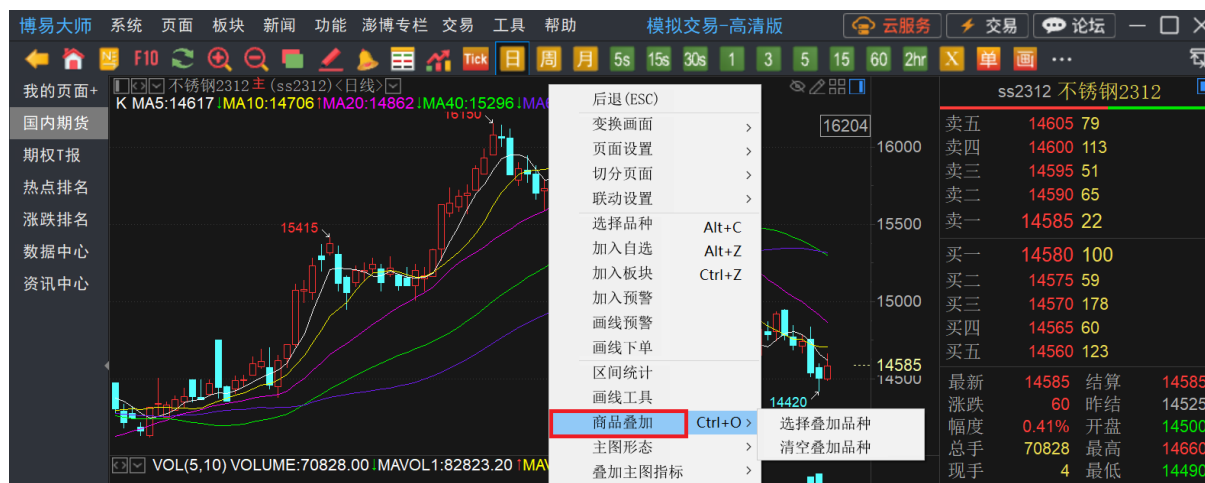 博易大师 系统 页面 板块 新闻 功能 澎博专栏 交易 工具 帮助 模拟交易-高清版 云服务 交易 论坛
F10 Tick 日 周 月 5s 15s 30s 1 3 5 15 60 2hr X 单 画 ···
我的页面+
国内期货
期权T报
热点排名
涨跌排名
数据中心
资讯中心
不锈钢2312主(ss2312)〈日线〉
K MA5:14617↓MA10:14706↑MA20:14862↓MA40:15296↓MA
16150
15415
14420
16204
16000
15500
15000
14585
14500
VOL(5,10) VOLUME:70828.00↓MAVOL1:82823.20↑MA
后退(ESC)
变换画面
页面设置
切分页面
联动设置
选择品种 Alt+C
加入自选 Alt+Z
加入板块 Ctrl+Z
加入预警
画线预警
画线下单
区间统计
画线工具
商品叠加 Ctrl+O
主图形态
叠加主图指标
选择叠加品种
清空叠加品种
ss2312 不锈钢2312
卖五 14605 79
卖四 14600 113
卖三 14595 51
卖二 14590 65
卖一 14585 22
买一 14580 100
买二 14575 59
买三 14570 178
买四 14565 60
买五 14560 123
最新 14585 结算 14585
涨跌 60 昨结 14525
幅度 0.41% 开盘 14500
总手 70828 最高 14660
现手 4 最低 14490